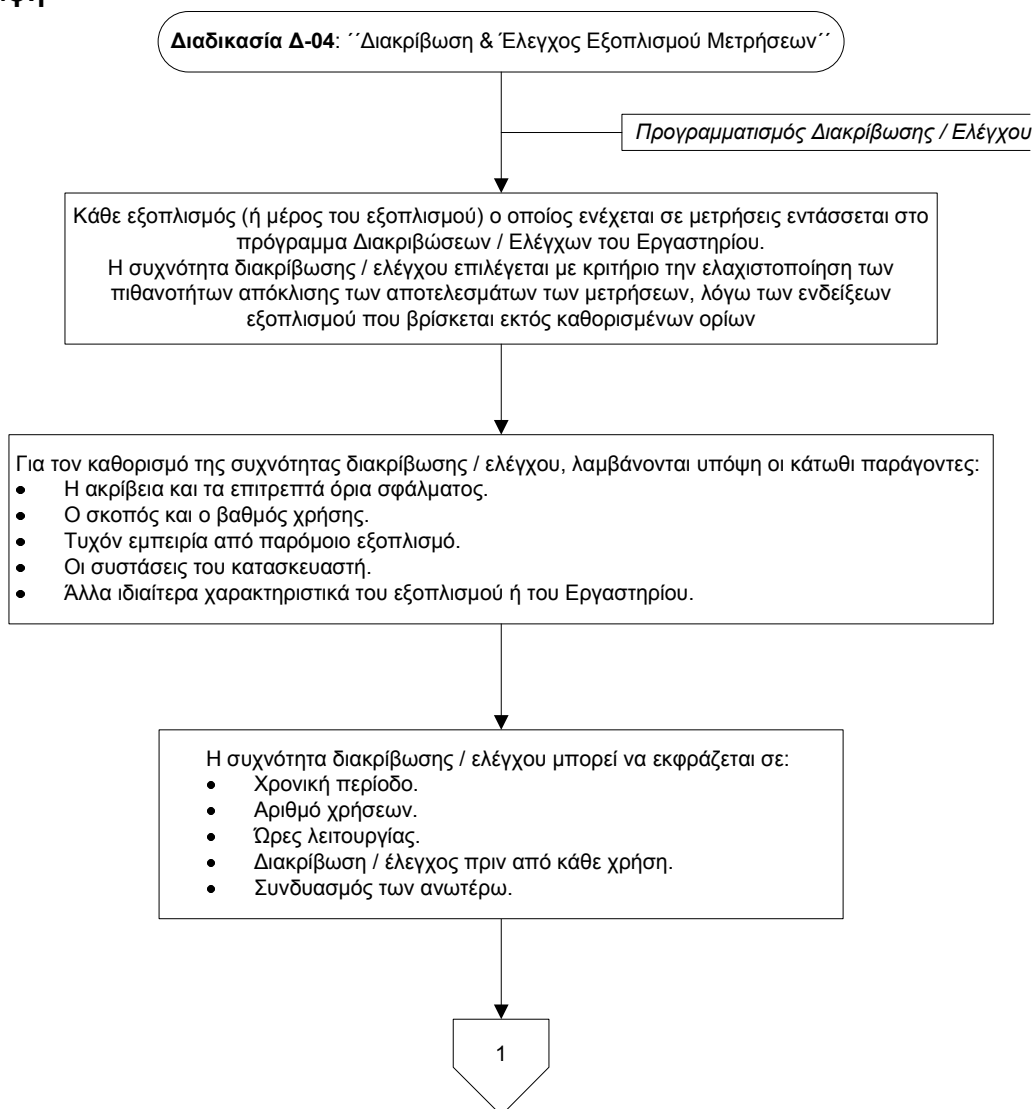 Διαδικασία Δ-04: ΄΄Διακρίβωση & Έλεγχος Εξοπλισμού Μετρήσεων΄΄
Προγραμματισμός Διακρίβωσης / Ελέγχου
Κάθε εξοπλισμός (ή μέρος του εξοπλισμού) ο οποίος ενέχεται σε μετρήσεις εντάσσεται στο
πρόγραμμα Διακριβώσεων / Ελέγχων του Εργαστηρίου.
Η συχνότητα διακρίβωσης / ελέγχου επιλέγεται με κριτήριο την ελαχιστοποίηση των
πιθανοτήτων απόκλισης των αποτελεσμάτων των μετρήσεων, λόγω των ενδείξεων
εξοπλισμού που βρίσκεται εκτός καθορισμένων ορίων
Για τον καθορισμό της συχνότητας διακρίβωσης / ελέγχου, λαμβάνονται υπόψη οι κάτωθι παράγοντες:
• Η ακρίβεια και τα επιτρεπτά όρια σφάλματος.
• Ο σκοπός και ο βαθμός χρήσης.
• Τυχόν εμπειρία από παρόμοιο εξοπλισμό.
• Οι συστάσεις του κατασκευαστή.
• Άλλα ιδιαίτερα χαρακτηριστικά του εξοπλισμού ή του Εργαστηρίου.
Η συχνότητα διακρίβωσης / ελέγχου μπορεί να εκφράζεται σε:
• Χρονική περίοδο.
• Αριθμό χρήσεων.
• Ώρες λειτουργίας.
• Διακρίβωση / έλεγχος πριν από κάθε χρήση.
• Συνδυασμός των ανωτέρω.
1